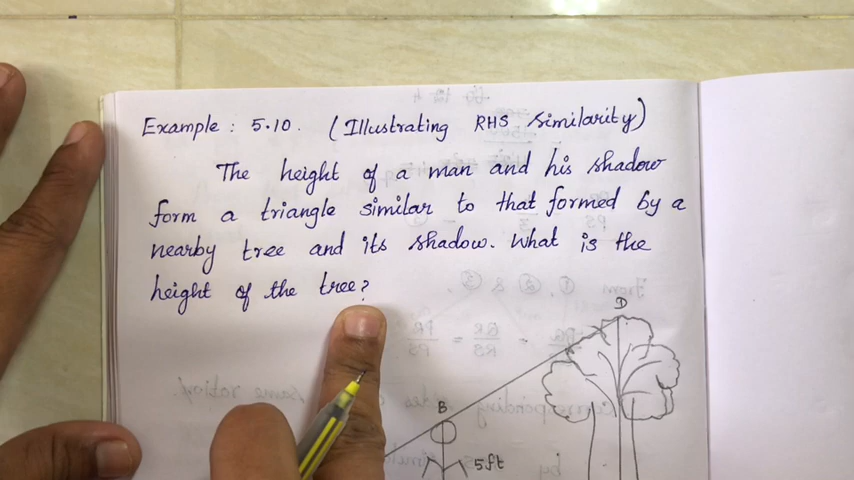 Example : 5.10. (Illustrating RHS similarity)
The height of a man and his shadow
form a triangle similar to that formed by a
nearby tree and its shadow. What is the
height of the tree?
D
B
5ft